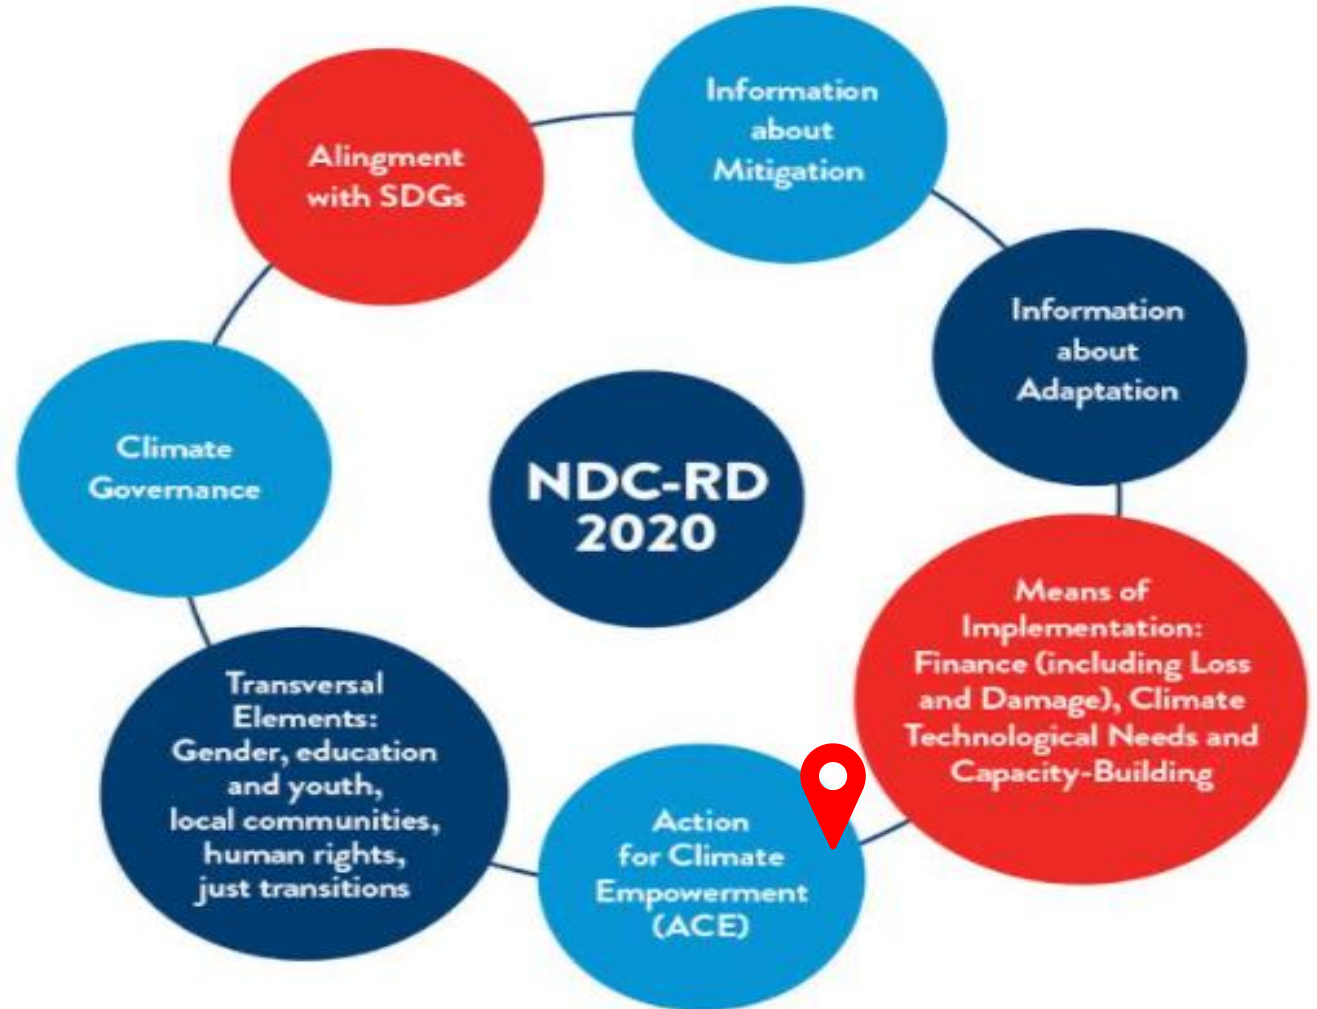 Information
about
Mitigation
Alingment
with SDGs
Information
about
Adaptation
Climate
Governance
NDC-RD
2020
Means of
Implementation:
Finance (including Loss
and Damage), Climate
Technological Needs and
Capacity-Building
Transversal
Elements:
Gender, education
and youth,
local communities,
human rights,
just transitions
Action
for Climate
Empowerment
(ACE)